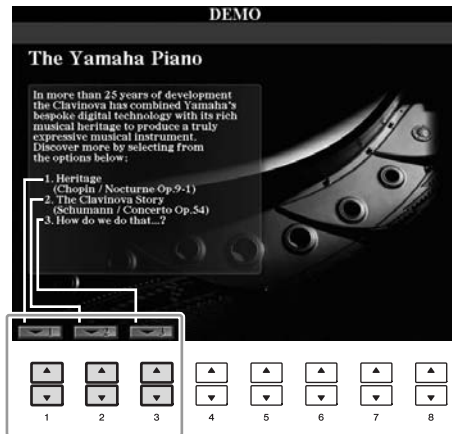 DEMO
The Yamaha Piano
In more than 25 years of development
the Clavinova has combined Yamaha's
bespoke digital technology with its rich
musical heritage to produce a truly
expressive musical instrument.
Discover more by selecting from
the options below;
1. Heritage
(Chopin / Nocturne Op.9-1)
2. The Clavinova Story
(Schumann / Concerto Op.54)
3. How do we do that...?
1 2 3
1 2 3 4 5 6 7 8